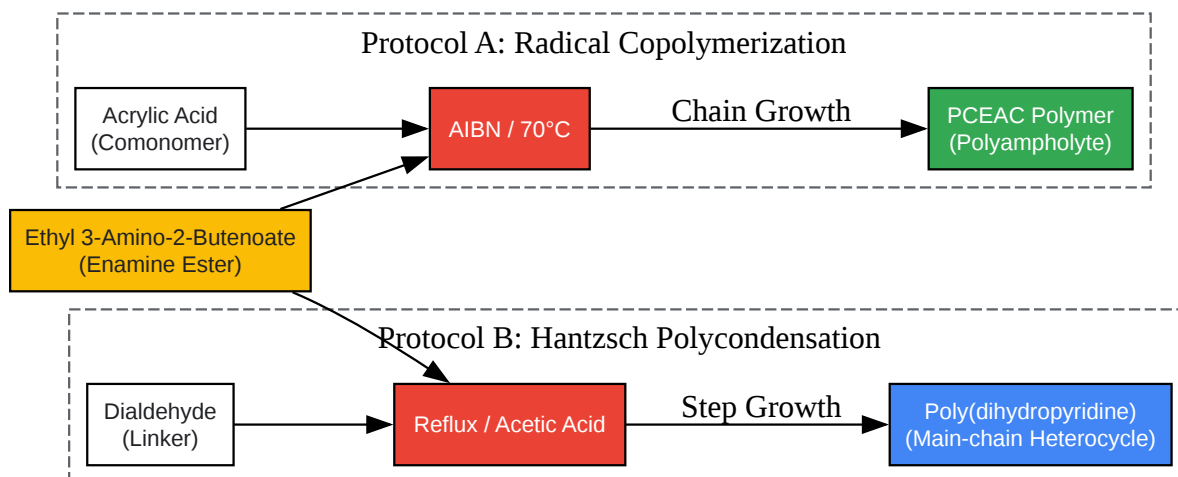 Protocol A: Radical Copolymerization
Acrylic Acid
(Comonomer)
AIBN / 70°C
Chain Growth
PCEAC Polymer
(Polyampholyte)
Ethyl 3-Amino-2-Butenoate
(Enamine Ester)
Protocol B: Hantzsch Polycondensation
Dialdehyde
(Linker)
Reflux / Acetic Acid
Step Growth
Poly(dihydropyridine)
(Main-chain Heterocycle)